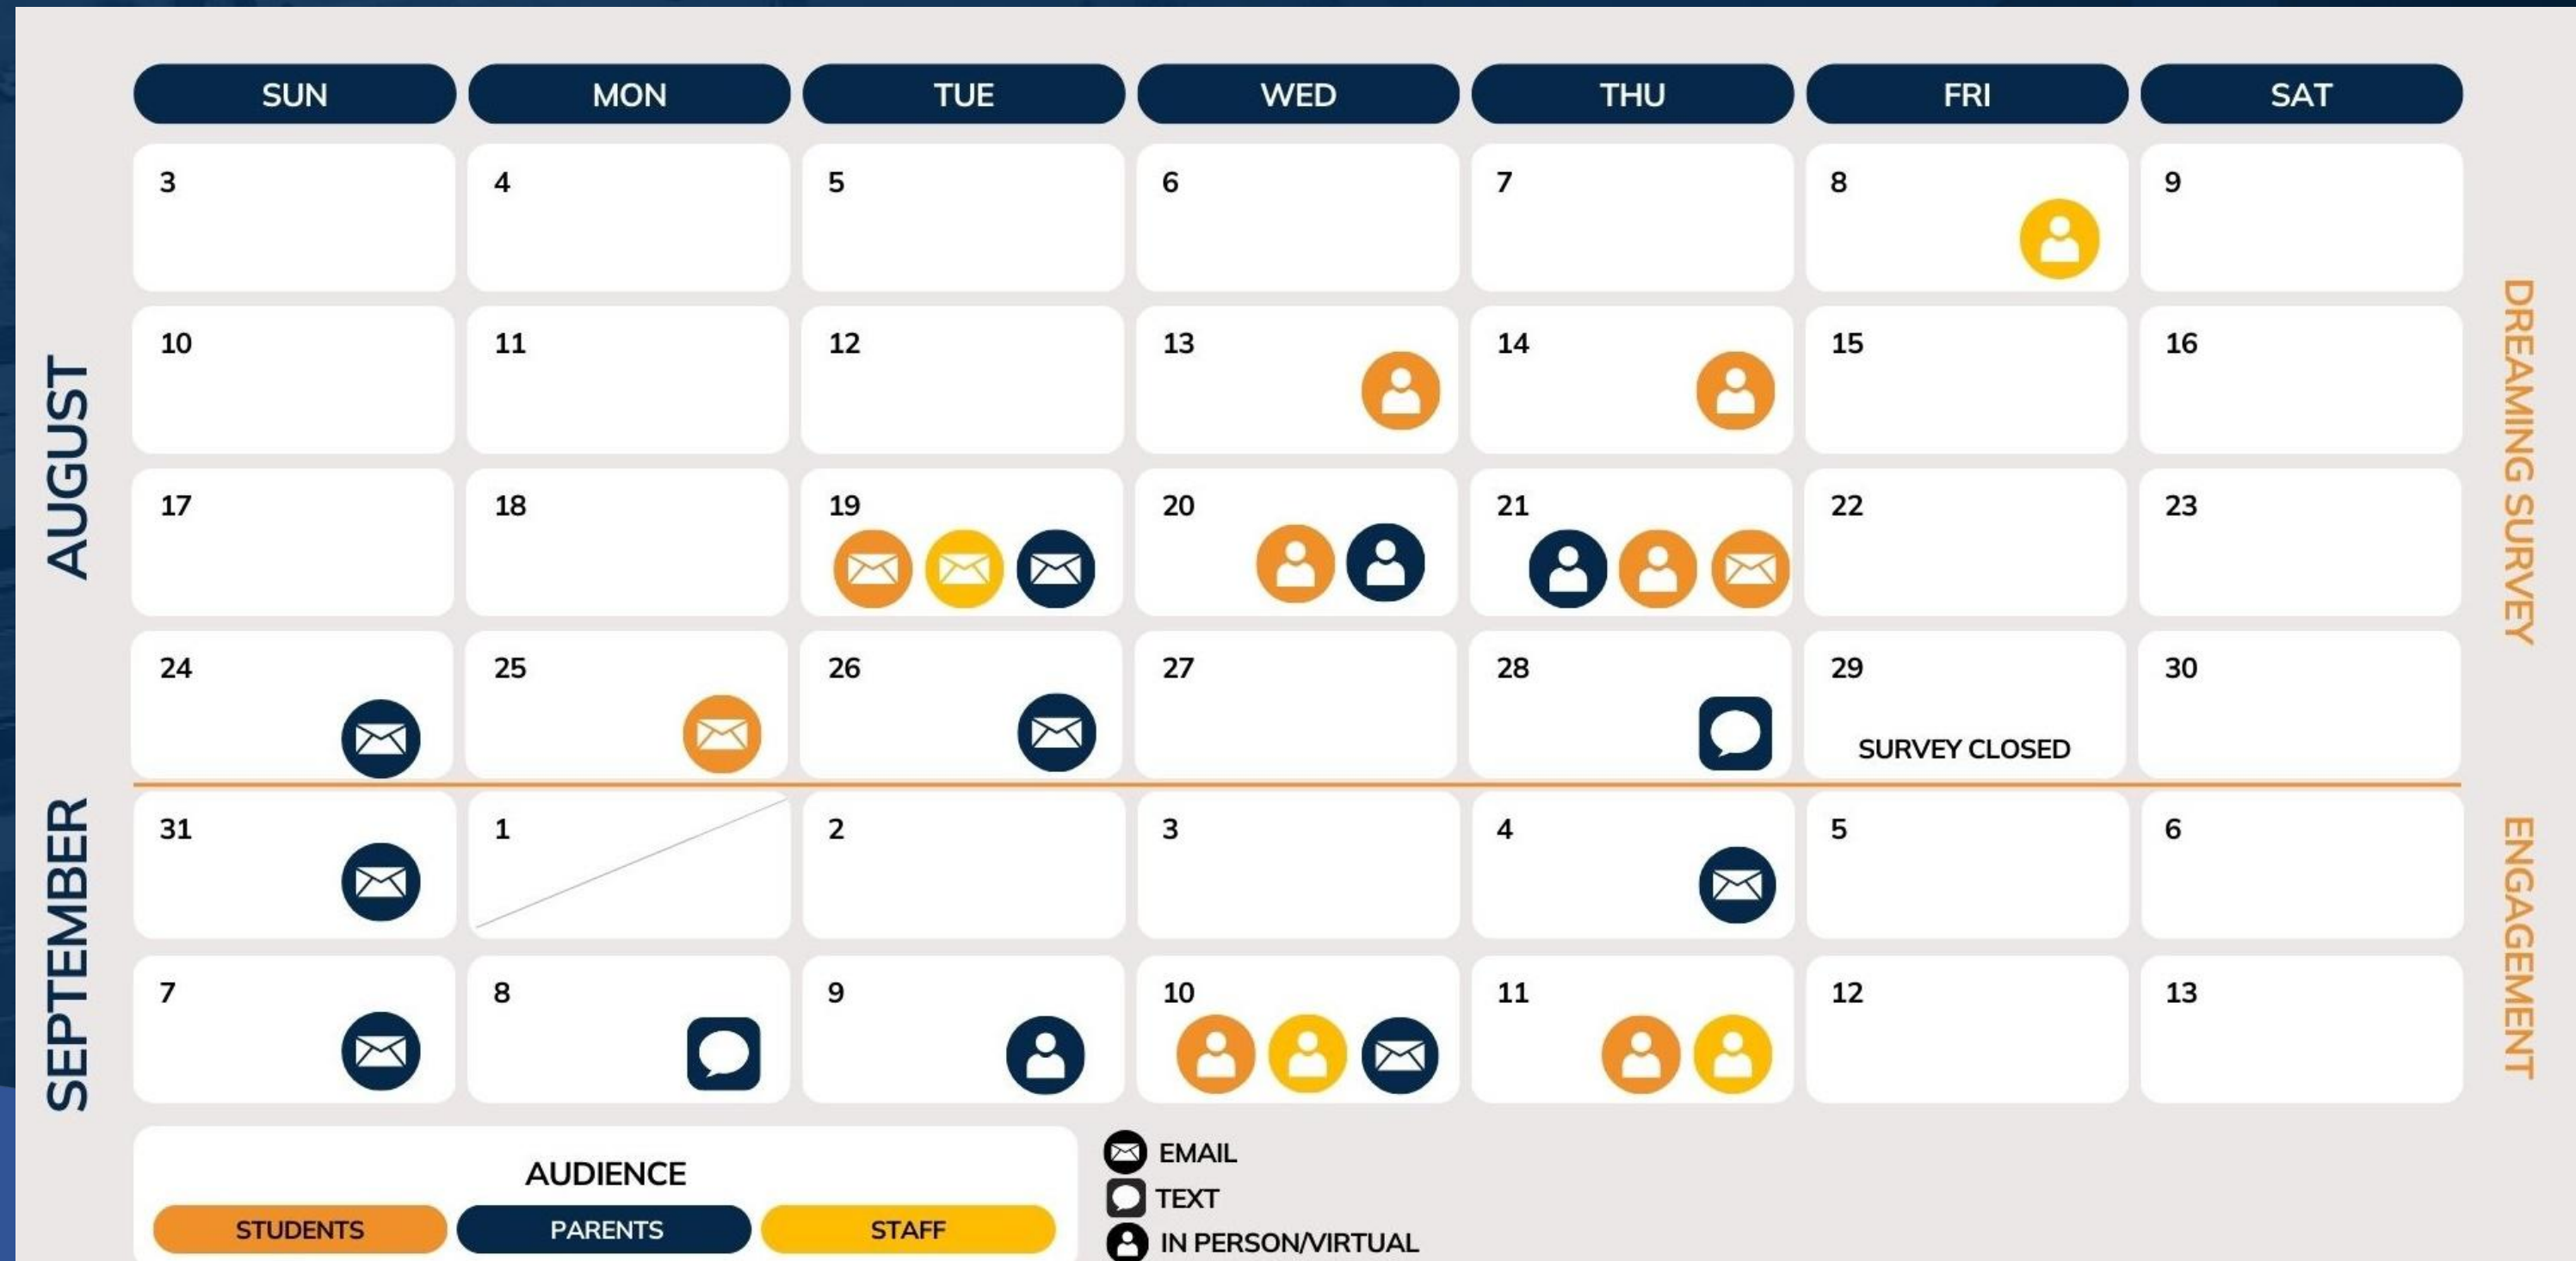 SUN MON TUE WED THU FRI SAT
3 4 5 6 7 8 9
10 11 12 13 14 15 16
17 18 19 20 21 22 23
24 25 26 27 28 29 30
SURVEY CLOSED
31 1 2 3 4 5 6
7 8 9 10 11 12 13
AUGUST
SEPTEMBER
DREAMING SURVEY
ENGAGEMENT
AUDIENCE
STUDENTS PARENTS STAFF
EMAIL
TEXT
IN PERSON/VIRTUAL